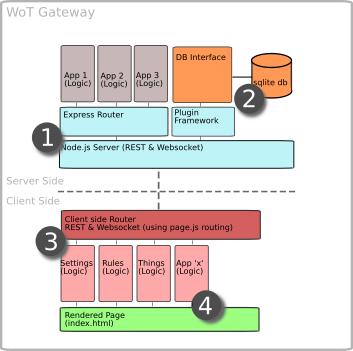 WoT Gateway
App 1
(Logic)
App 2
(Logic)
App 3
(Logic)
DB Interface
sqlite db
2
Express Router
Plugin
Framework
1
Node.js Server (REST & Websocket)
Server Side
Client Side
Client side Router
REST & Websocket (using page.js routing)
3
Settings
(Logic)
Rules
(Logic)
Things
(Logic)
App 'x'
(Logic)
4
Rendered Page
(index.html)